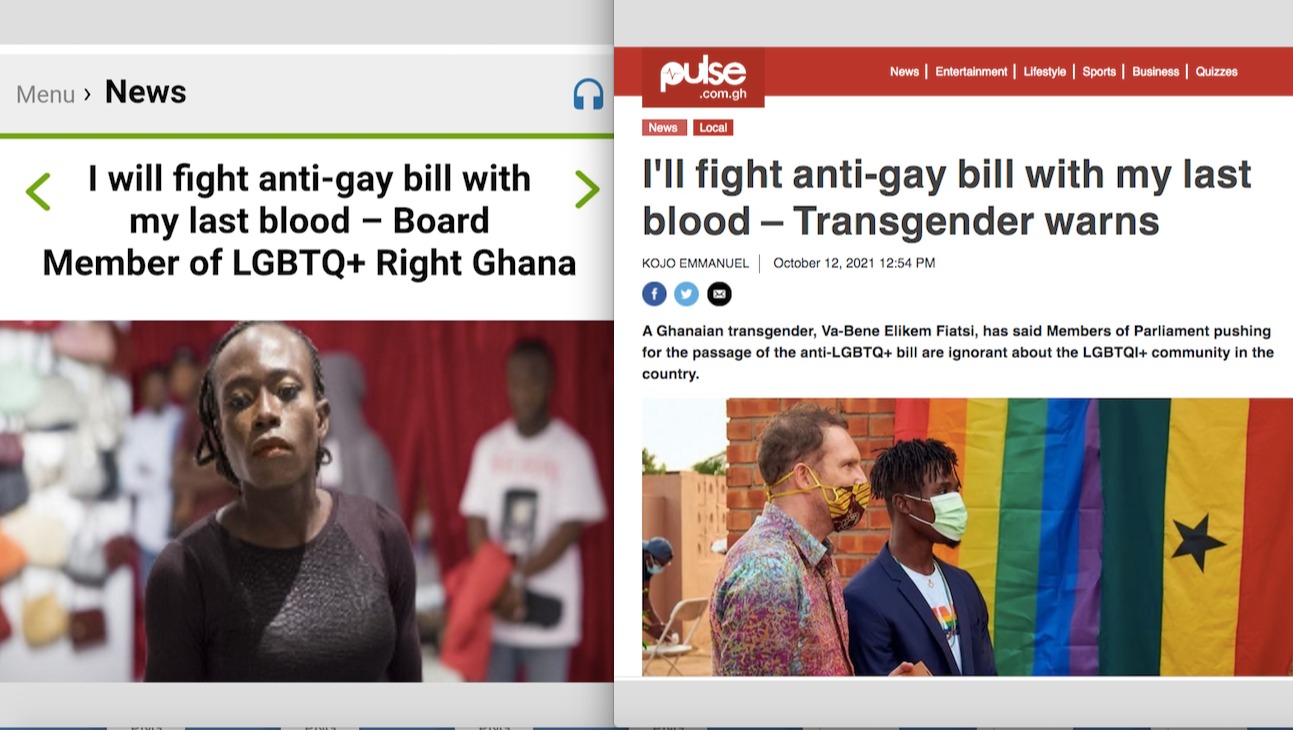 Menu › News
I will fight anti-gay bill with
my last blood – Board
Member of LGBTQ+ Right Ghana
pulse
.com.gh
News | Entertainment | Lifestyle | Sports | Business | Quizzes
News Local
I'll fight anti-gay bill with my last
blood – Transgender warns
KOJO EMMANUEL | October 12, 2021 12:54 PM
A Ghanaian transgender, Va-Bene Elikem Fiatsi, has said Members of Parliament pushing
for the passage of the anti-LGBTQ+ bill are ignorant about the LGBTQI+ community in the
country.